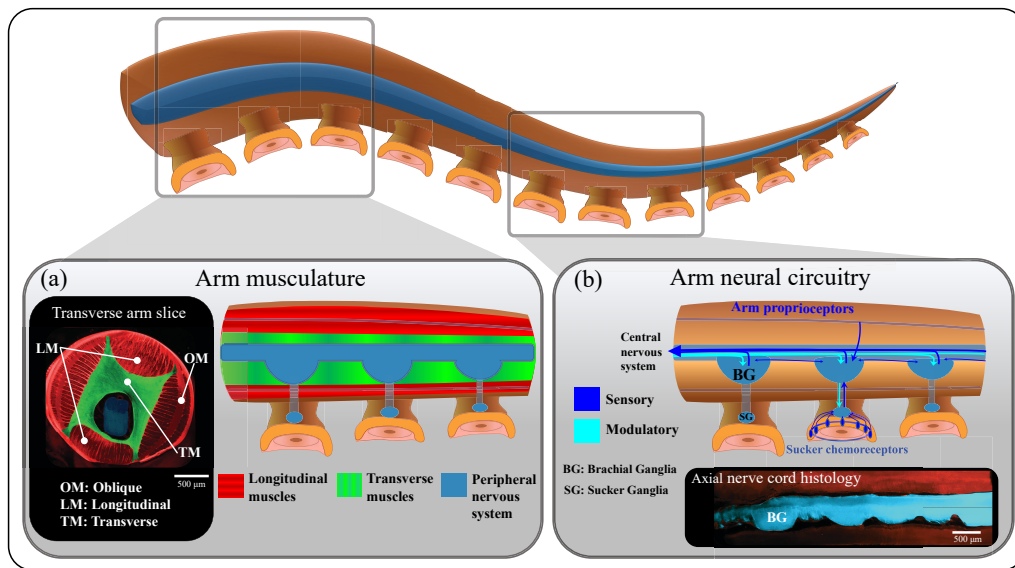 (a)
Arm musculature
Transverse arm slice
LM
OM
TM
500 μm
OM: Oblique
LM: Longitudinal
TM: Transverse
Longitudinal
muscles
Transverse
muscles
Peripheral
nervous
system
(b)
Arm neural circuitry
Arm proprioceptors
Central
nervous
system
BG
SG
Sensory
Modulatory
Sucker chemoreceptors
BG: Brachial Ganglia
SG: Sucker Ganglia
Axial nerve cord histology
BG
500 μm